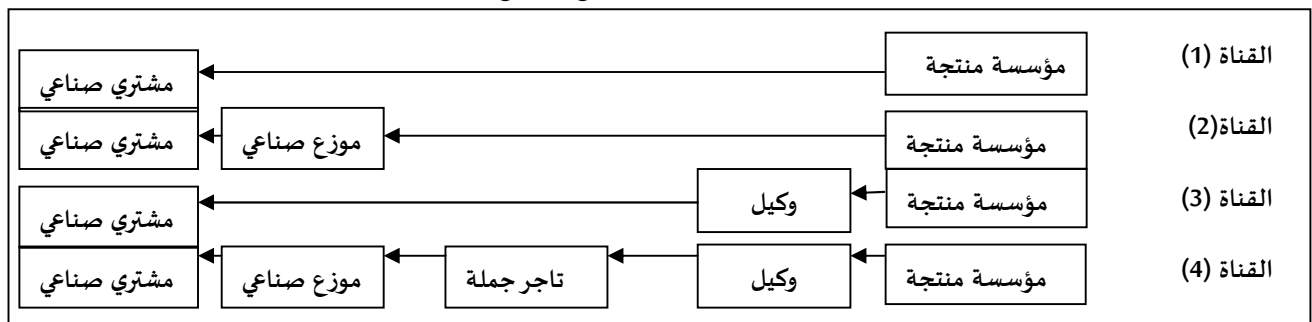 القناة (1) مؤسسة منتجة مشتري صناعي
القناة(2) مؤسسة منتجة موزع صناعي مشتري صناعي
القناة (3) مؤسسة منتجة وكيل مشتري صناعي
القناة (4) مؤسسة منتجة وكيل تاجر جملة موزع صناعي مشتري صناعي